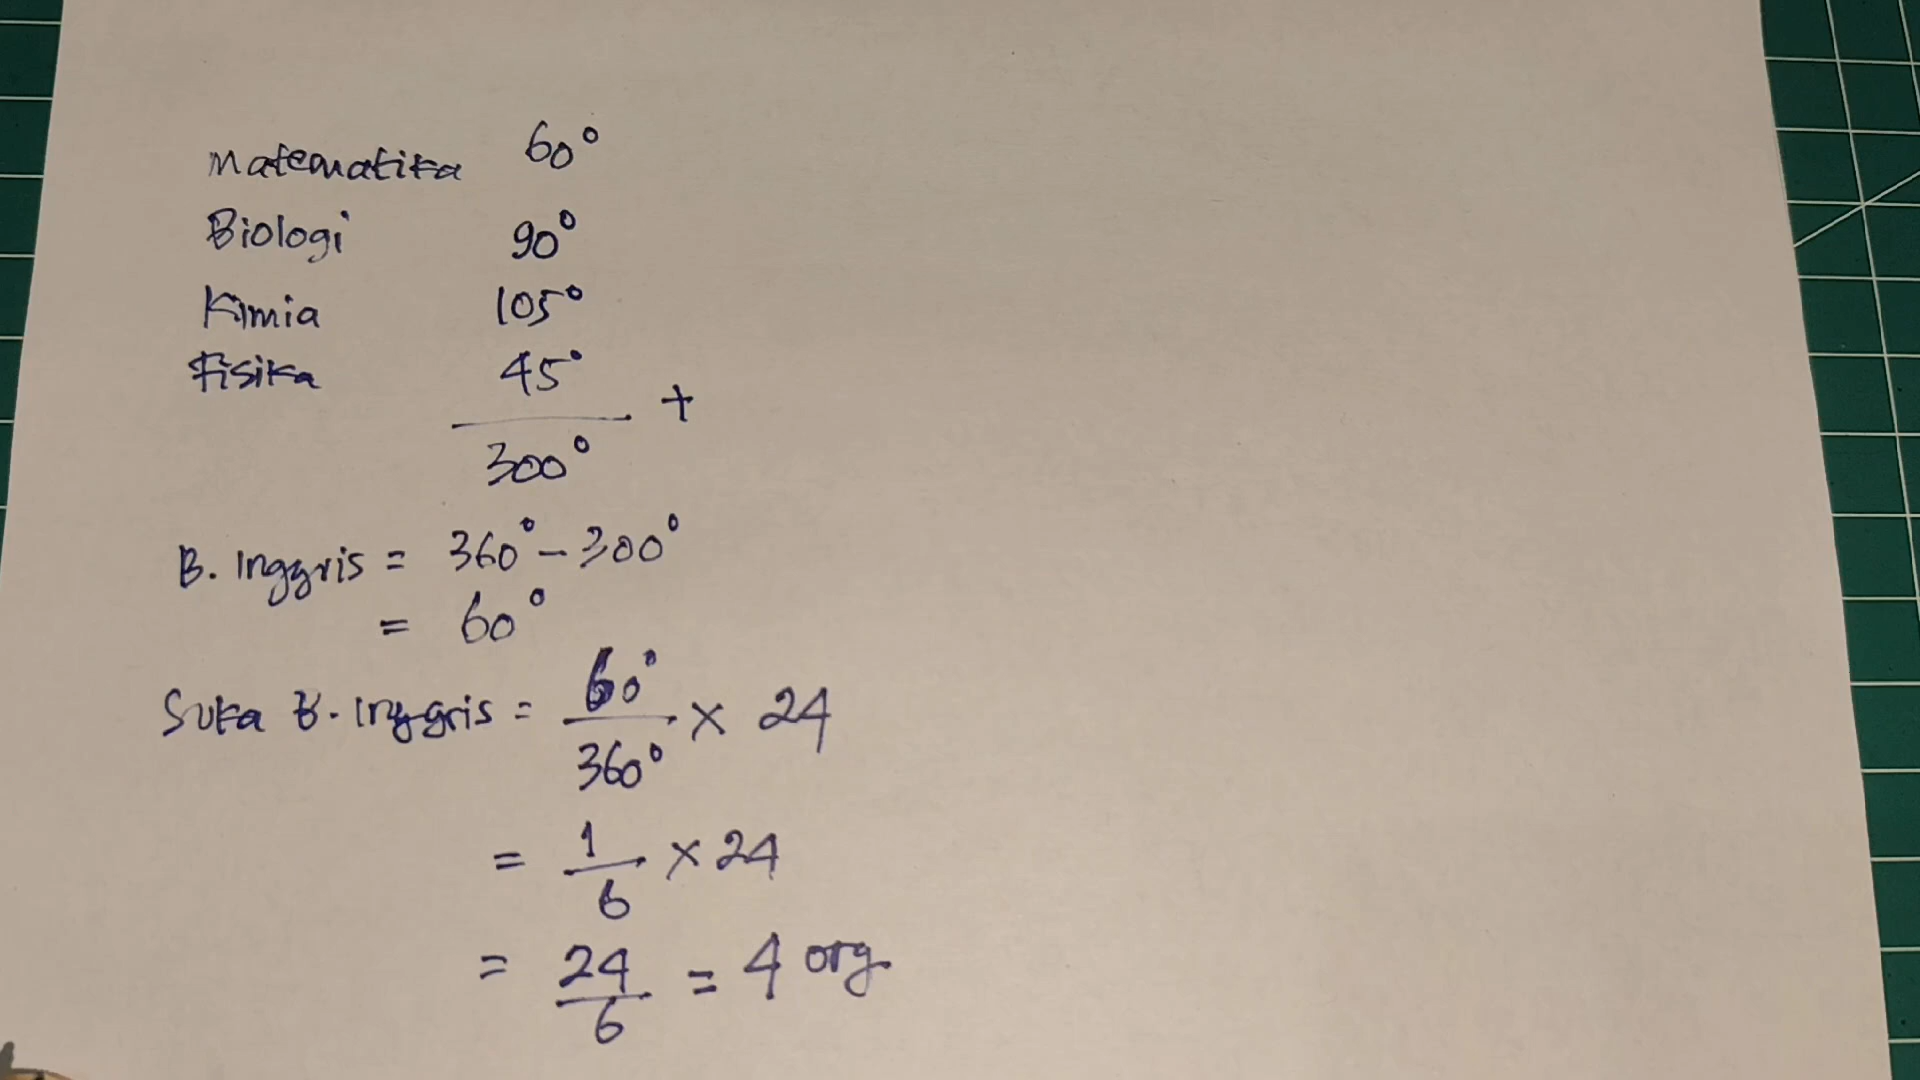 Matematika 60°
Biologi 90°
Kimia 105°
Fisika 45°
+
300°
B. Inggris = 360° - 300°
= 60°
Suka B. Inggris = 60°/360° × 24
= 1/6 × 24
= 24/6 = 4 org